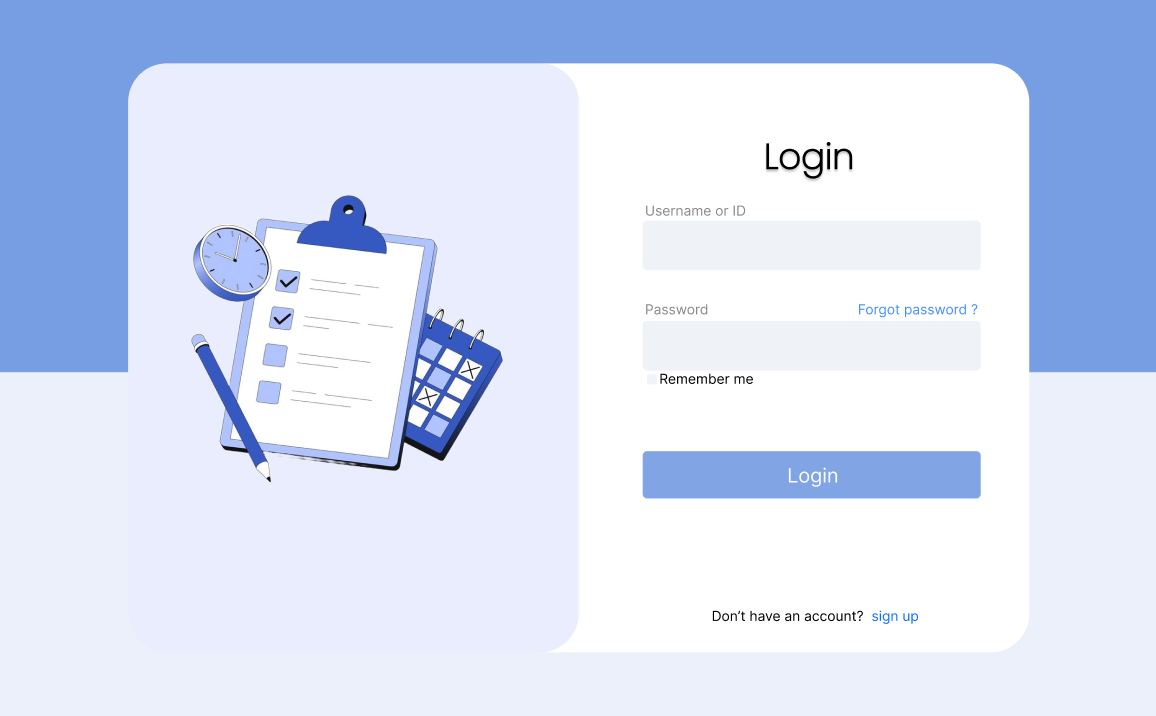 Login
Username or ID
Password
Forgot password ?
Remember me
Login
Don’t have an account? sign up